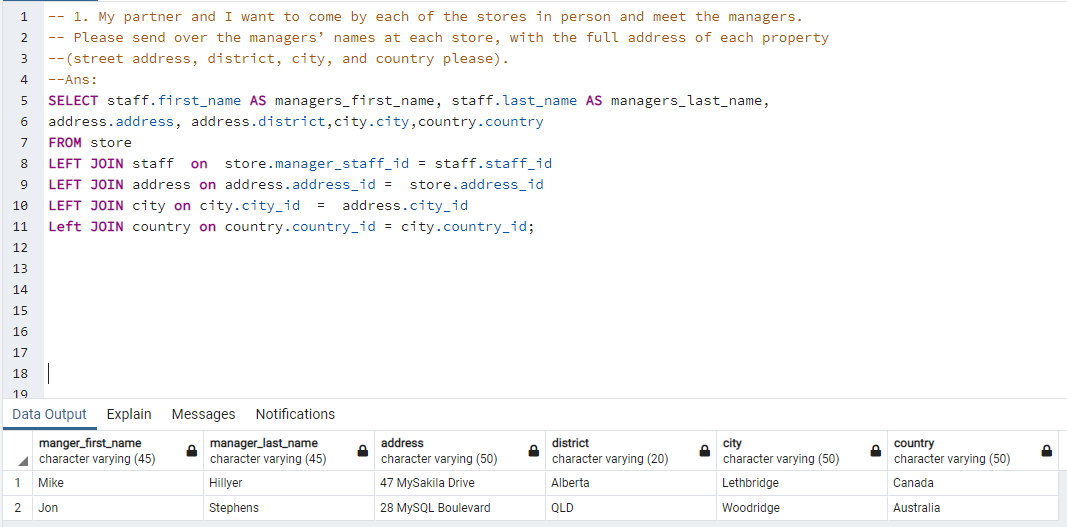 1 -- 1. My partner and I want to come by each of the stores in person and meet the managers.
2 -- Please send over the managers’ names at each store, with the full address of each property
3 --(street address, district, city, and country please).
4 --Ans:
5 SELECT staff.first_name AS managers_first_name, staff.last_name AS managers_last_name,
6 address.address, address.district,city.city,country.country
7 FROM store
8 LEFT JOIN staff  on  store.manager_staff_id = staff.staff_id
9 LEFT JOIN address on address.address_id =  store.address_id
10 LEFT JOIN city on city.city_id  =  address.city_id
11 Left JOIN country on country.country_id = city.country_id;
12
13
14
15
16
17
18
19
Data Output Explain Messages Notifications
manger_first_name manager_last_name address district city country
character varying (45) character varying (45) character varying (50) character varying (20) character varying (50) character varying (50)
1 Mike Hillyer 47 MySakila Drive Alberta Lethbridge Canada
2 Jon Stephens 28 MySQL Boulevard QLD Woodridge Australia